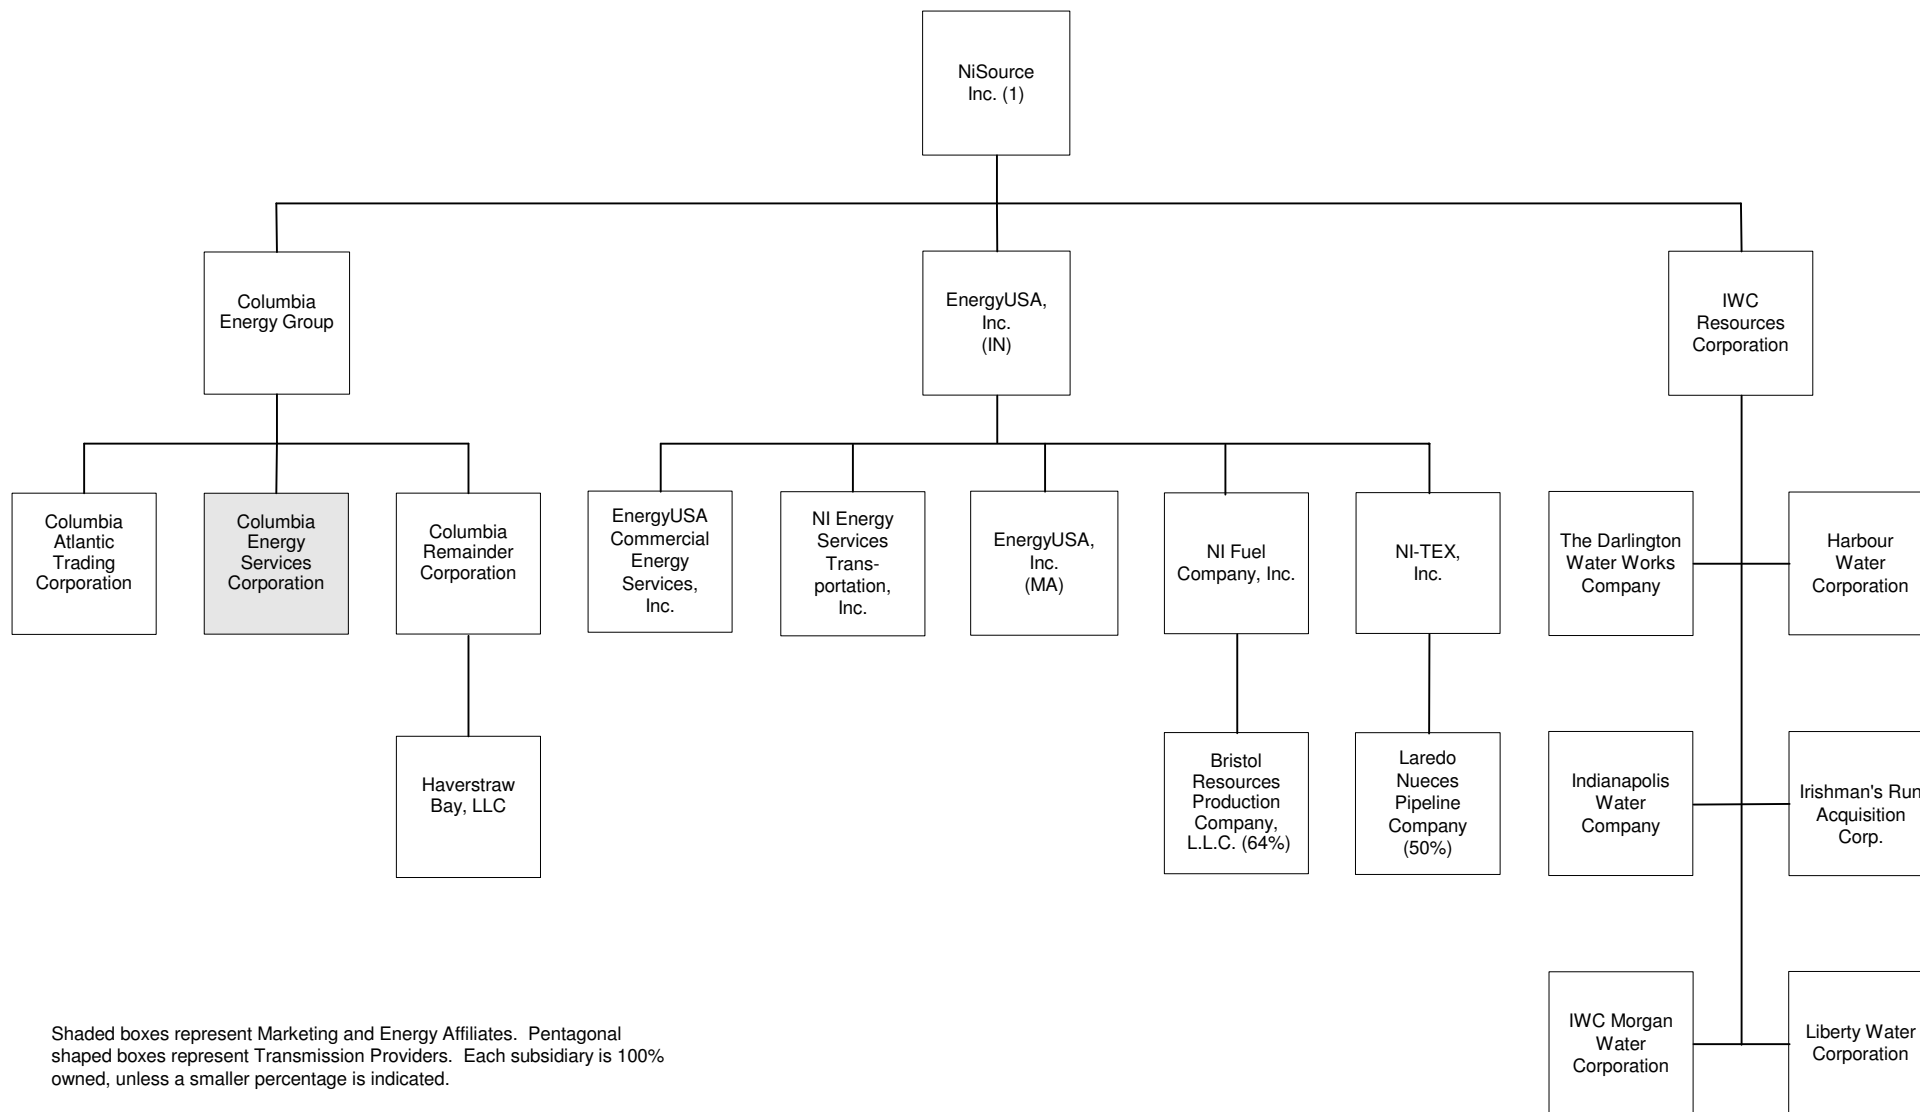 NiSource
Inc. (1)
Columbia
Energy Group
EnergyUSA,
Inc.
(IN)
IWC
Resources
Corporation
Columbia
Atlantic
Trading
Corporation
Columbia
Energy
Services
Corporation
Columbia
Remainder
Corporation
EnergyUSA
Commercial
Energy
Services,
Inc.
NI Energy
Services
Trans-
portation,
Inc.
EnergyUSA,
Inc.
(MA)
NI Fuel
Company, Inc.
NI-TEX,
Inc.
The Darlington
Water Works
Company
Harbour
Water
Corporation
Haverstraw
Bay, LLC
Bristol
Resources
Production
Company,
L.L.C. (64%)
Laredo
Nueces
Pipeline
Company
(50%)
Indianapolis
Water
Company
Irishman's Run
Acquisition
Corp.
IWC Morgan
Water
Corporation
Liberty Water
Corporation
Shaded boxes represent Marketing and Energy Affiliates.  Pentagonal
shaped boxes represent Transmission Providers.  Each subsidiary is 100%
owned, unless a smaller percentage is indicated.